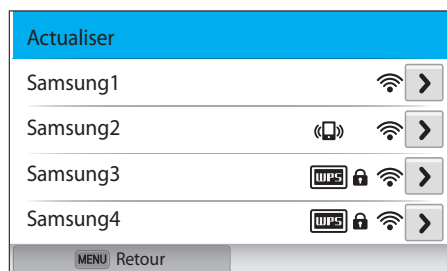 Actualiser
Samsung1
Samsung2
Samsung3 WPS
Samsung4 WPS
MENU Retour